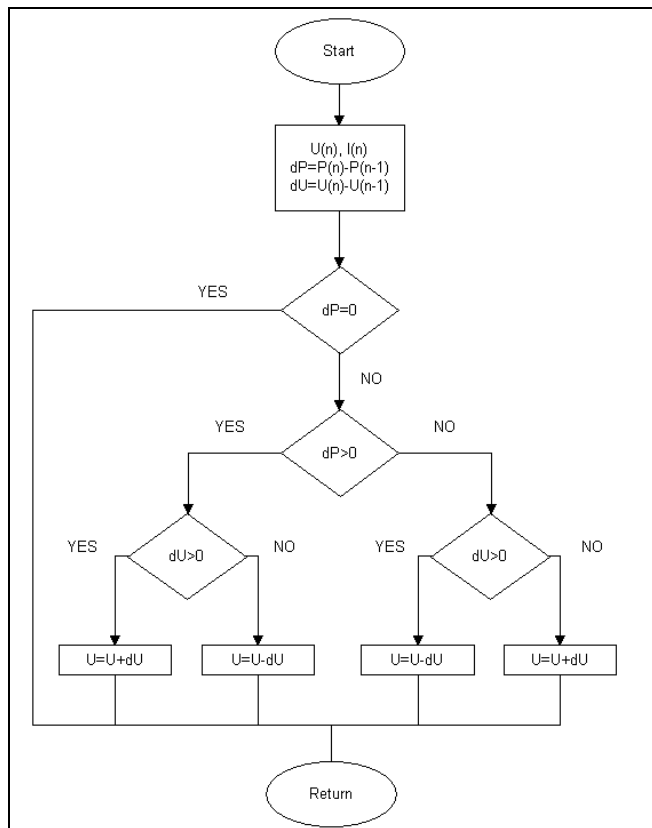 Start
U(n), I(n)
dP=P(n)-P(n-1)
dU=U(n)-U(n-1)
YES
dP=0
NO
YES
NO
dP>0
YES
dU>0
NO
YES
dU>0
NO
U=U+dU
U=U-dU
U=U-dU
U=U+dU
Return